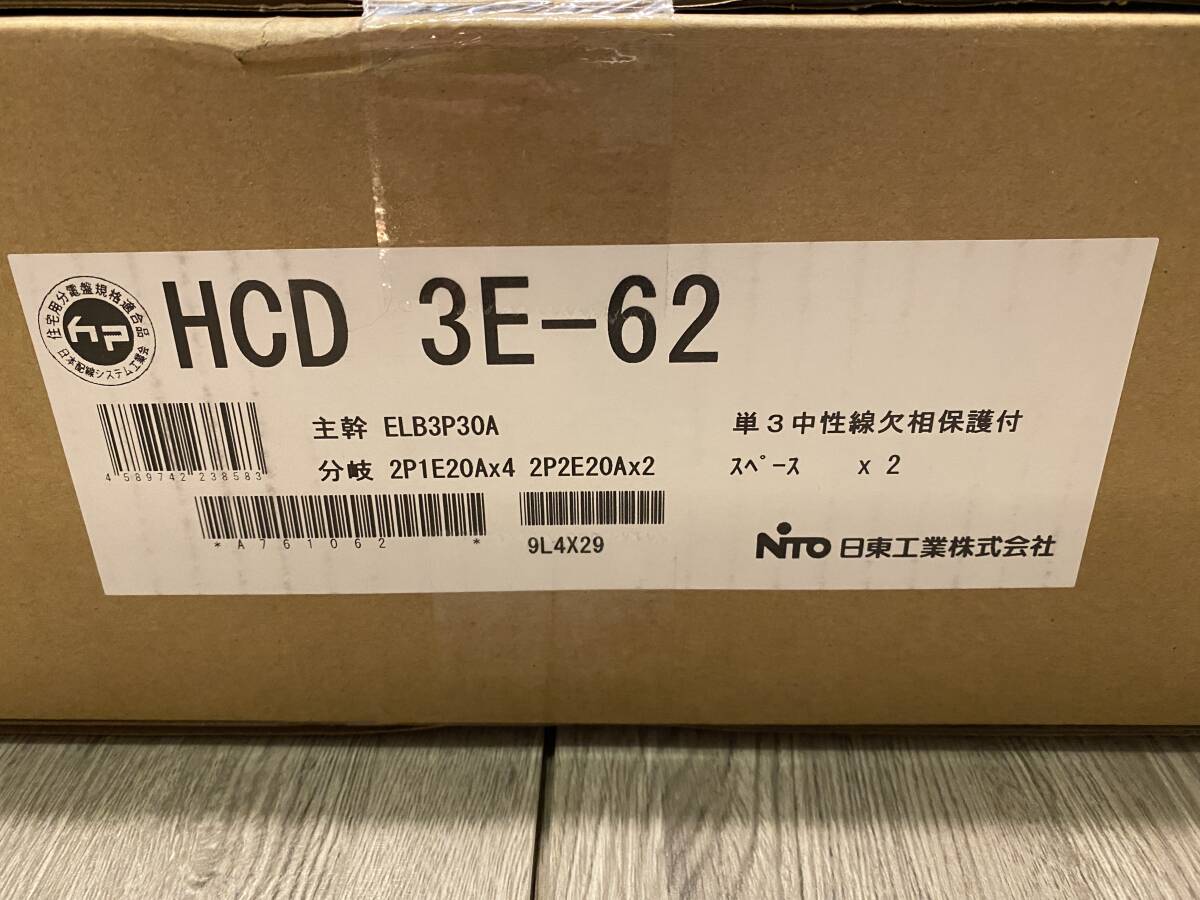 住宅用分電盤規格適合品
日本配線システム工業会
HCD 3E-62
主幹 ELB3P30A
単3中性線欠相保護付
分岐 2P1E20Ax4 2P2E20Ax2
ｽﾍﾟｰｽ x 2
4 589742 238583
*A761062*
9L4X29
NITO 日東工業株式会社